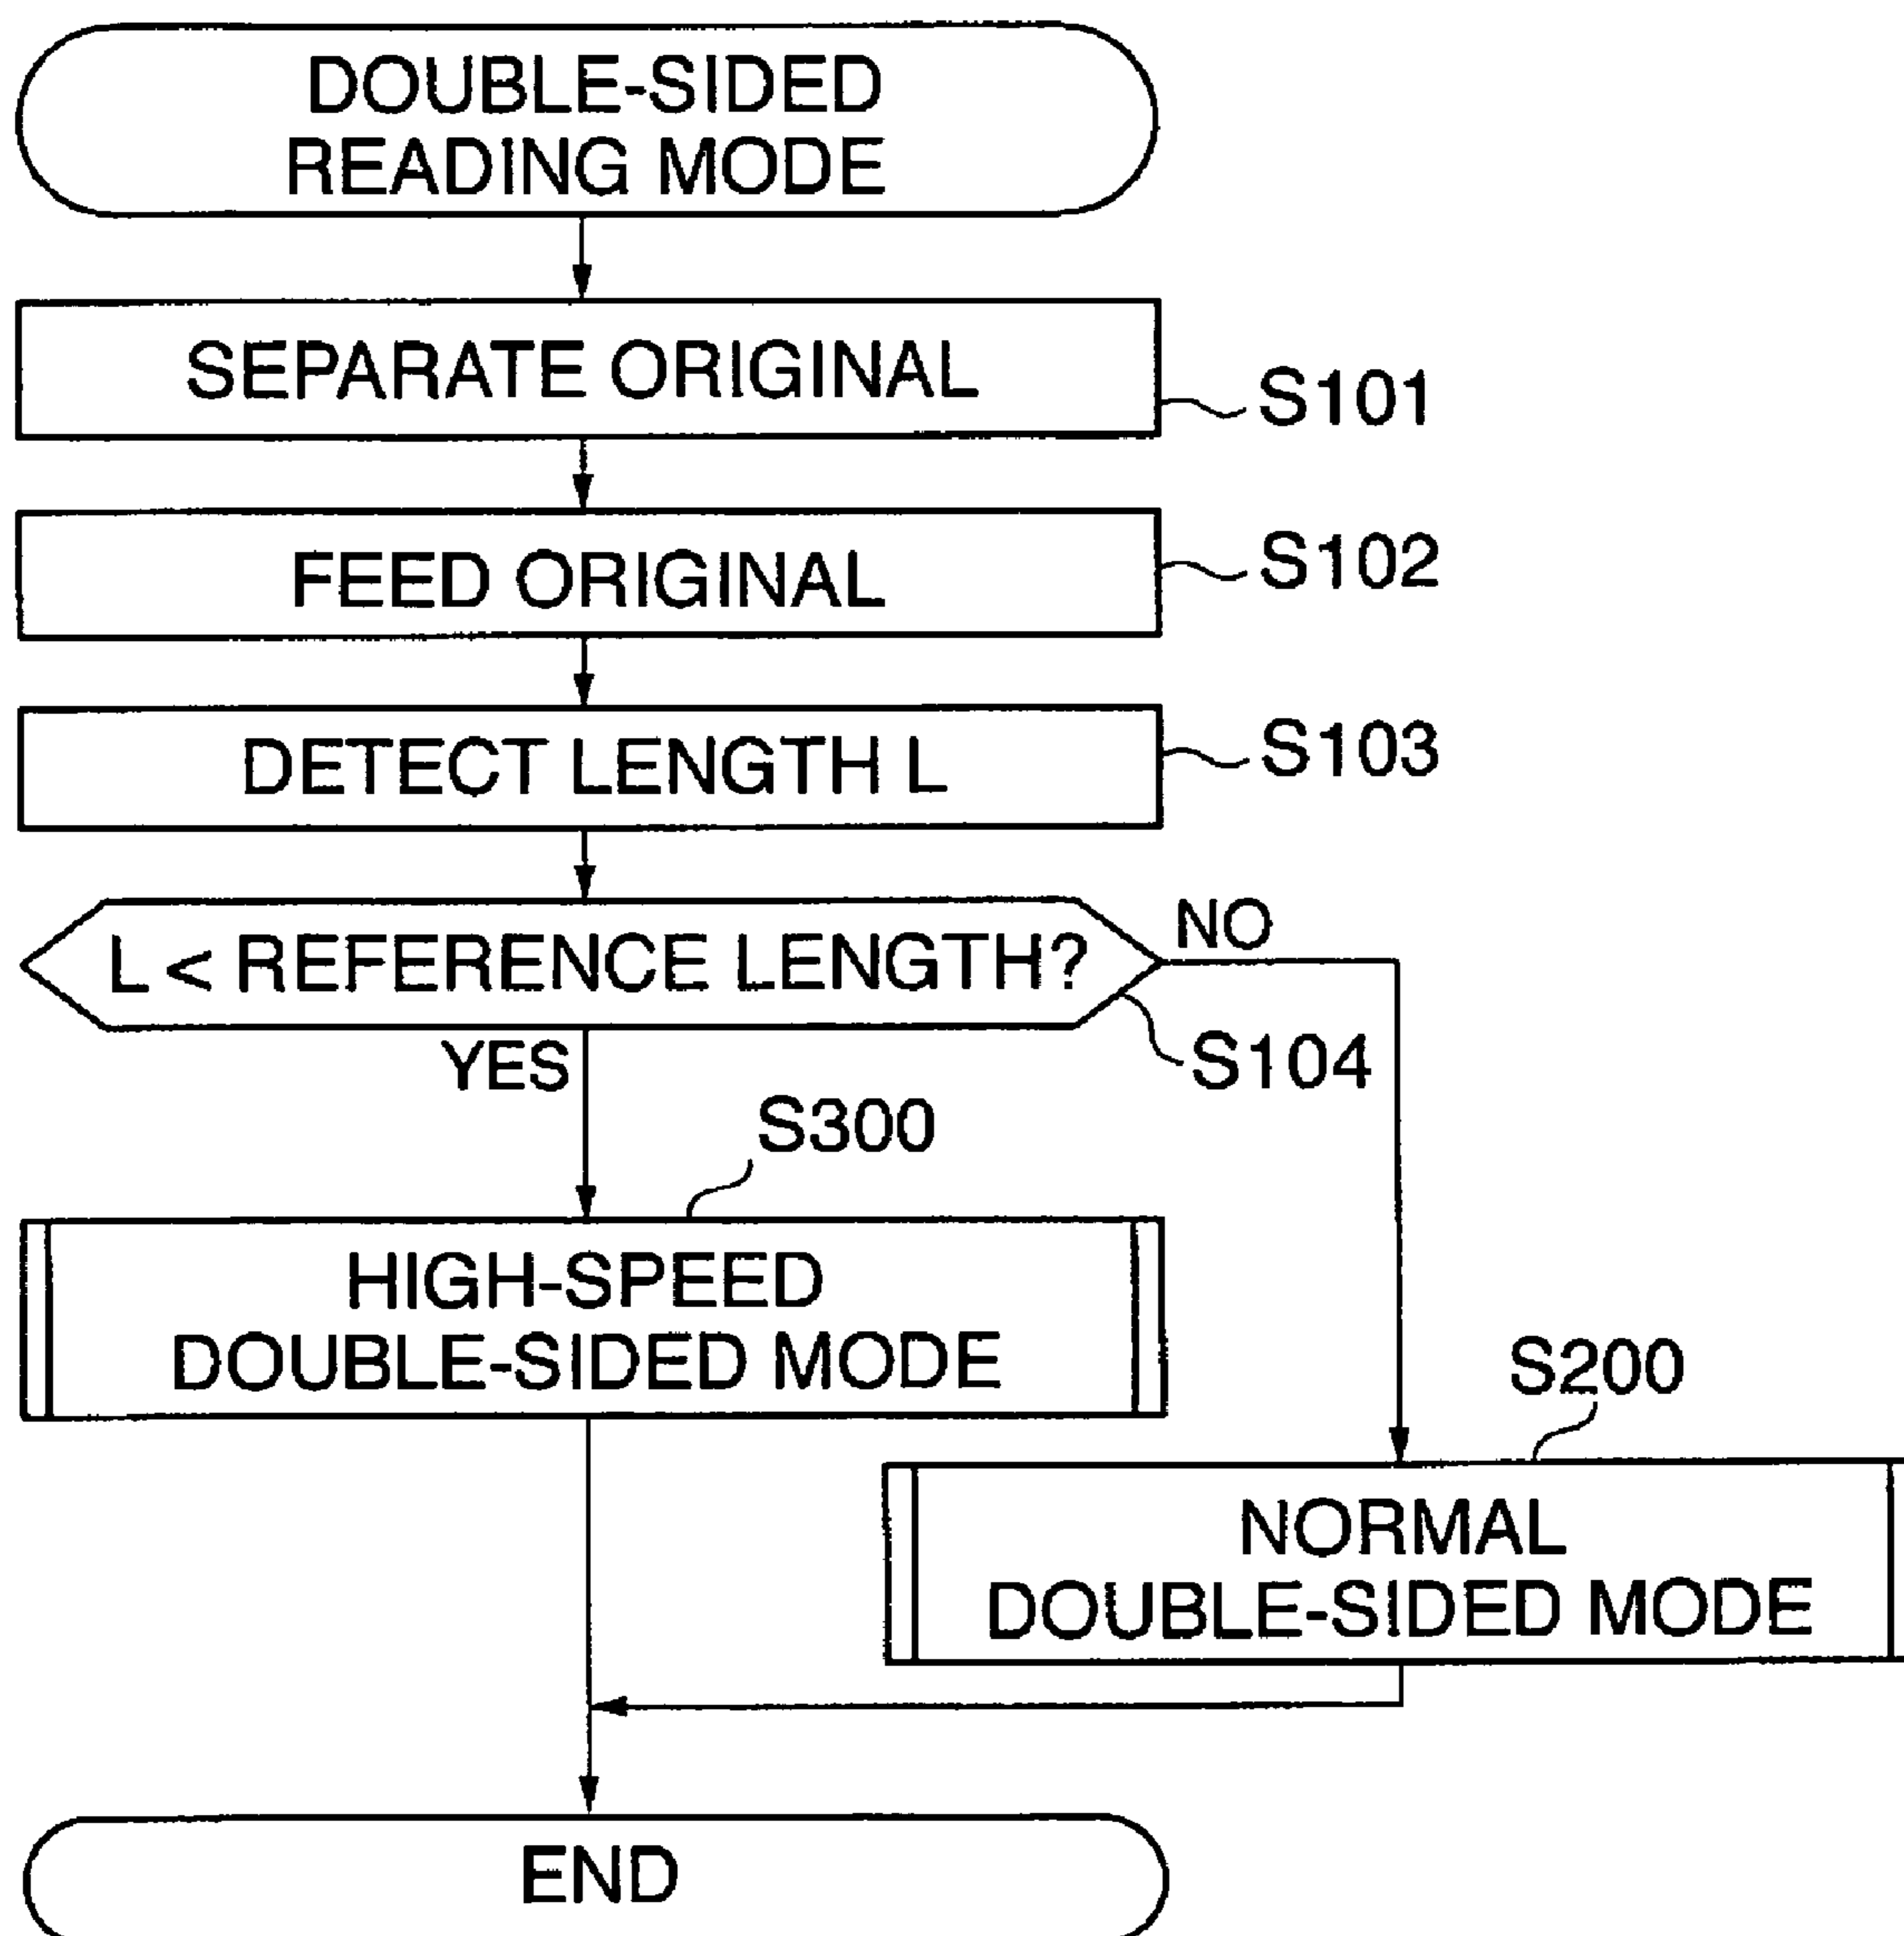 DOUBLE-SIDED
READING MODE
SEPARATE ORIGINAL
S101
FEED ORIGINAL
S102
DETECT LENGTH L
S103
L < REFERENCE LENGTH?
NO
S104
YES
S300
HIGH-SPEED
DOUBLE-SIDED MODE
S200
NORMAL
DOUBLE-SIDED MODE
END